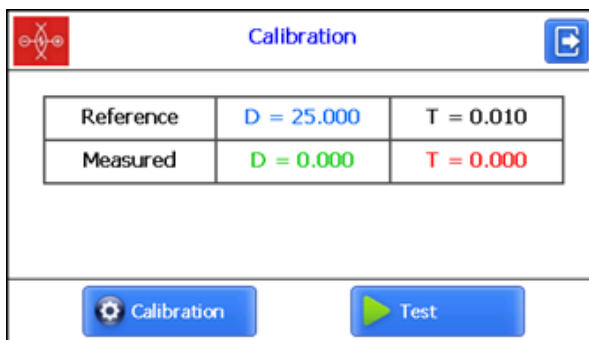 Calibration
Reference D = 25.000 T = 0.010
Measured D = 0.000 T = 0.000
Calibration Test